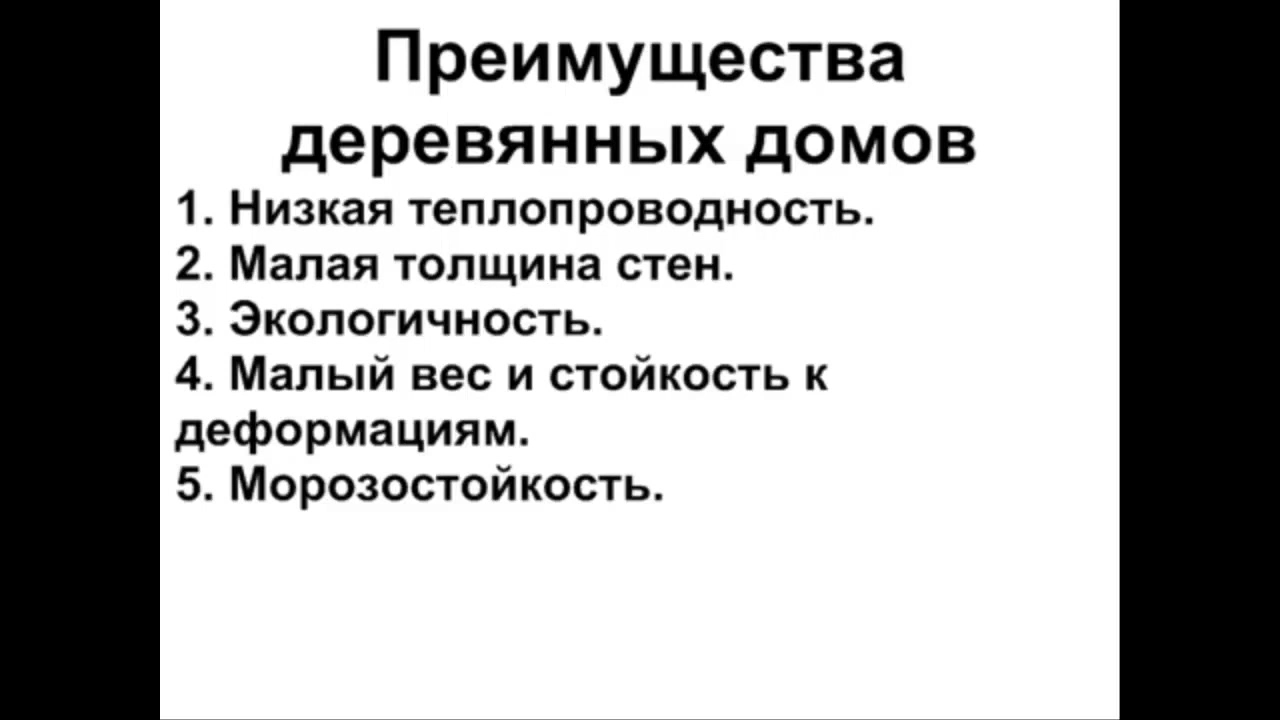 Преимущества
деревянных домов
1. Низкая теплопроводность.
2. Малая толщина стен.
3. Экологичность.
4. Малый вес и стойкость к
деформациям.
5. Морозостойкость.